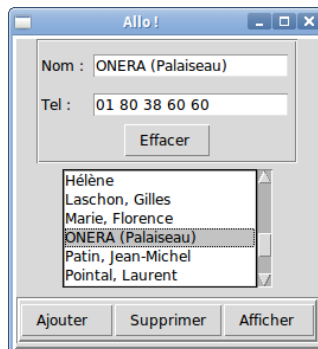 Allo !
Nom : ONERA (Palaiseau)
Tel : 01 80 38 60 60
Effacer
Hélène
Laschon, Gilles
Marie, Florence
ONERA (Palaiseau)
Patin, Jean-Michel
Pointal, Laurent
Ajouter Supprimer Afficher